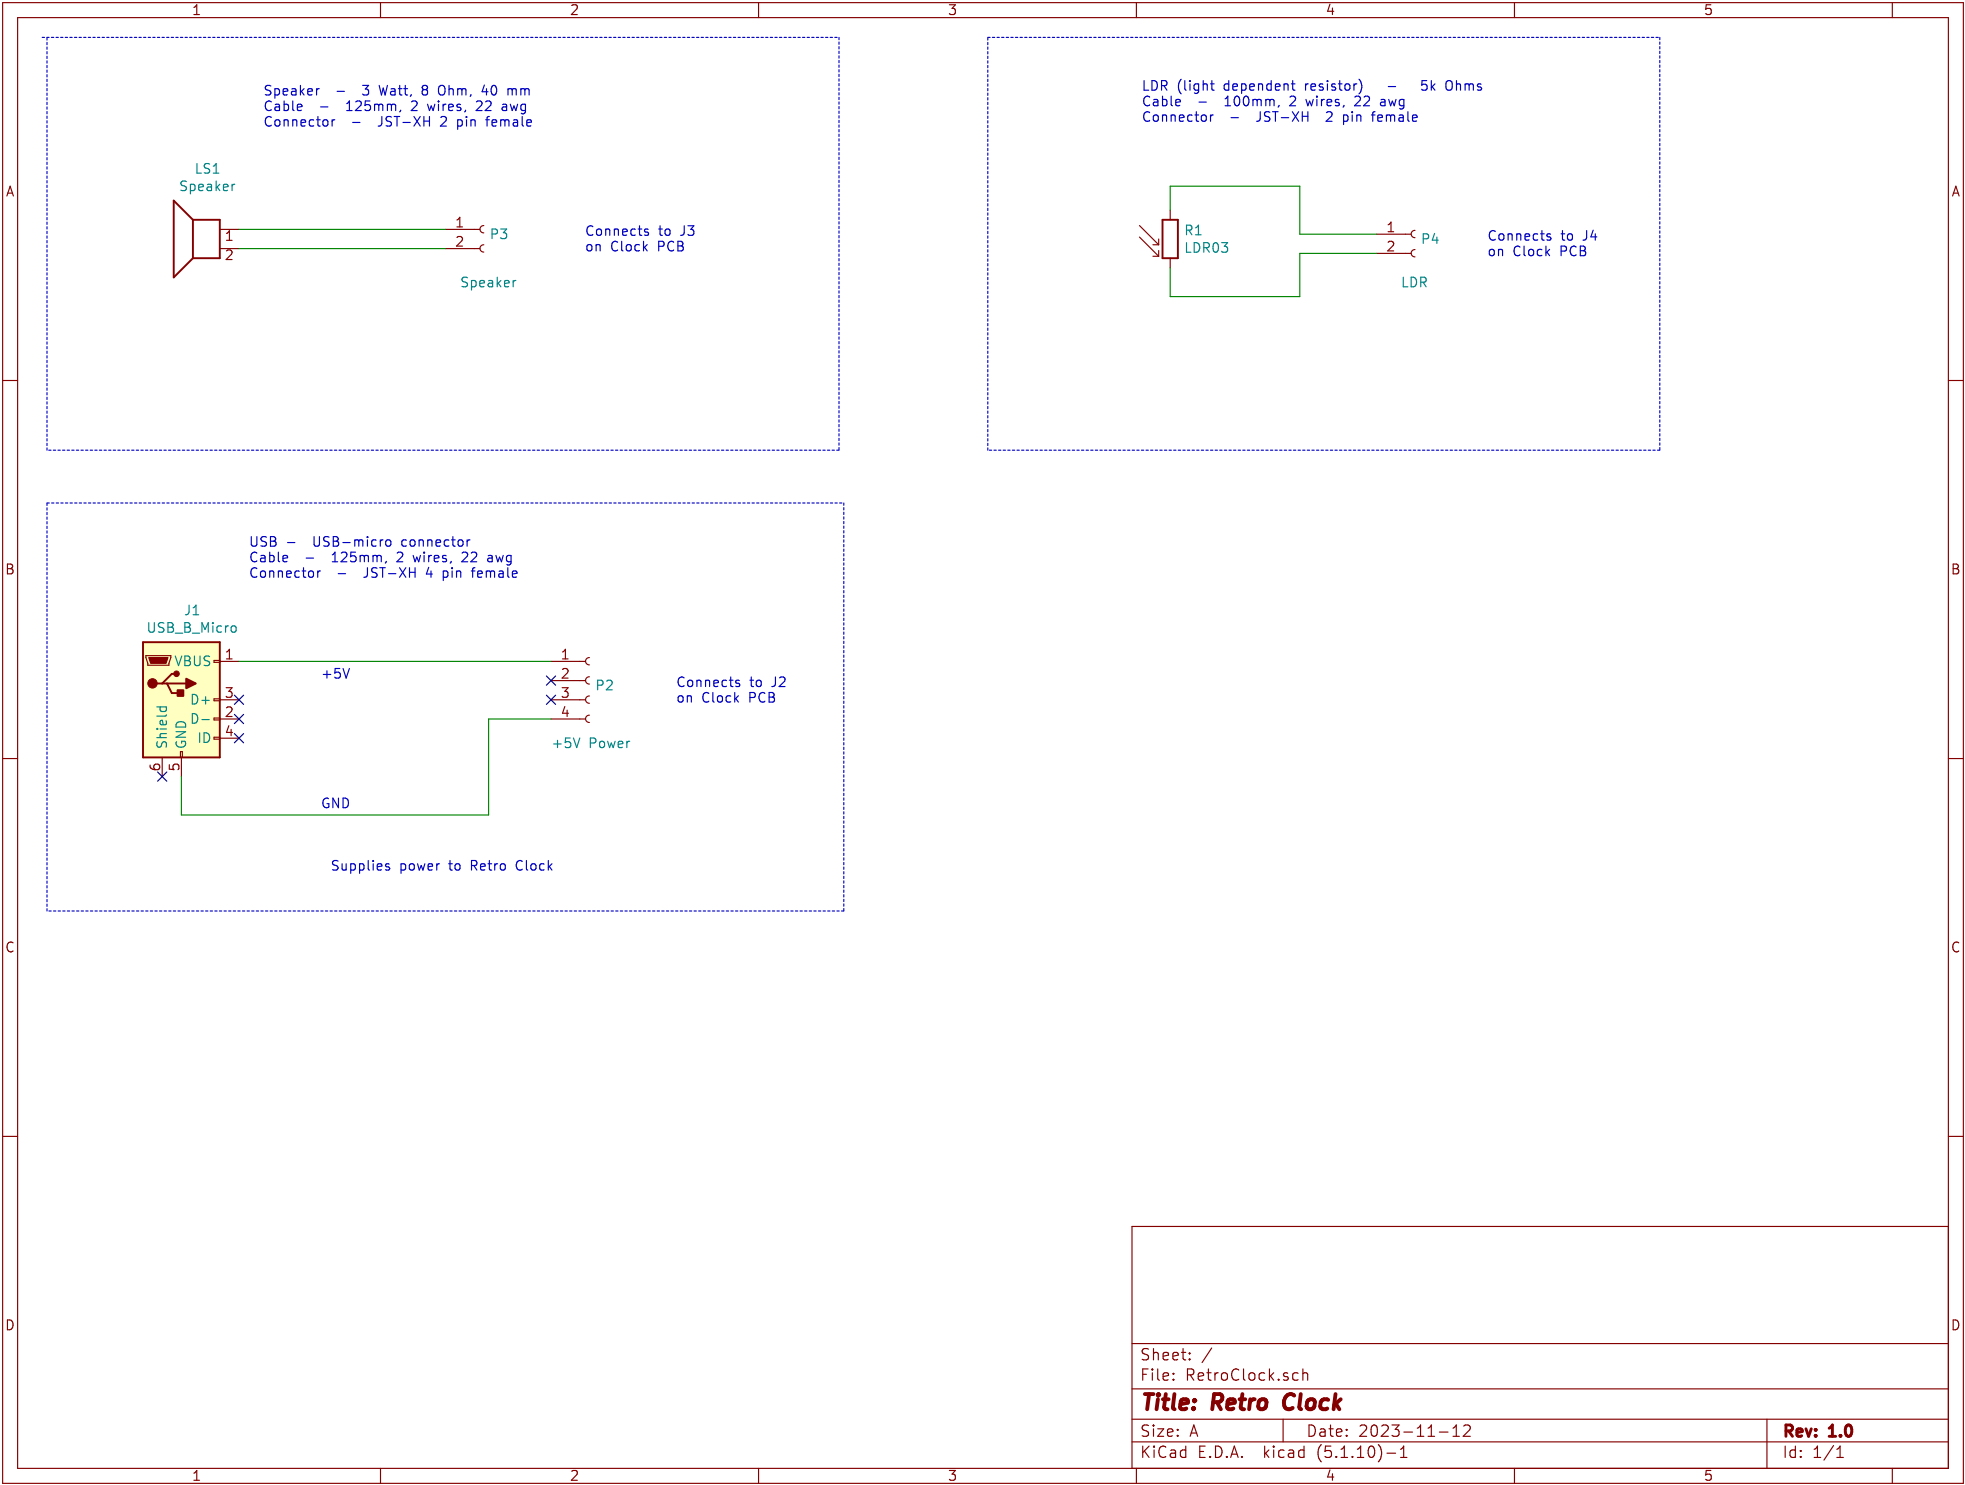 1 2 3 4 5
A A
Speaker - 3 Watt, 8 Ohm, 40 mm
Cable - 125mm, 2 wires, 22 awg
Connector - JST-XH 2 pin female
LS1
Speaker
1
2
1
2
P3
Speaker
Connects to J3
on Clock PCB
LDR (light dependent resistor) - 5k Ohms
Cable - 100mm, 2 wires, 22 awg
Connector - JST-XH 2 pin female
R1
LDR03
1
2
P4
LDR
Connects to J4
on Clock PCB
B B
USB - USB-micro connector
Cable - 125mm, 2 wires, 22 awg
Connector - JST-XH 4 pin female
J1
USB_B_Micro
VBUS 1
D+ 3
D- 2
ID 4
Shield 6
GND 5
+5V
GND
1
2
3
4
P2
+5V Power
Connects to J2
on Clock PCB
Supplies power to Retro Clock
C C
D D
Sheet: /
File: RetroClock.sch
Title: Retro Clock
Size: A Date: 2023-11-12 Rev: 1.0
KiCad E.D.A. kicad (5.1.10)-1 Id: 1/1
1 2 3 4 5